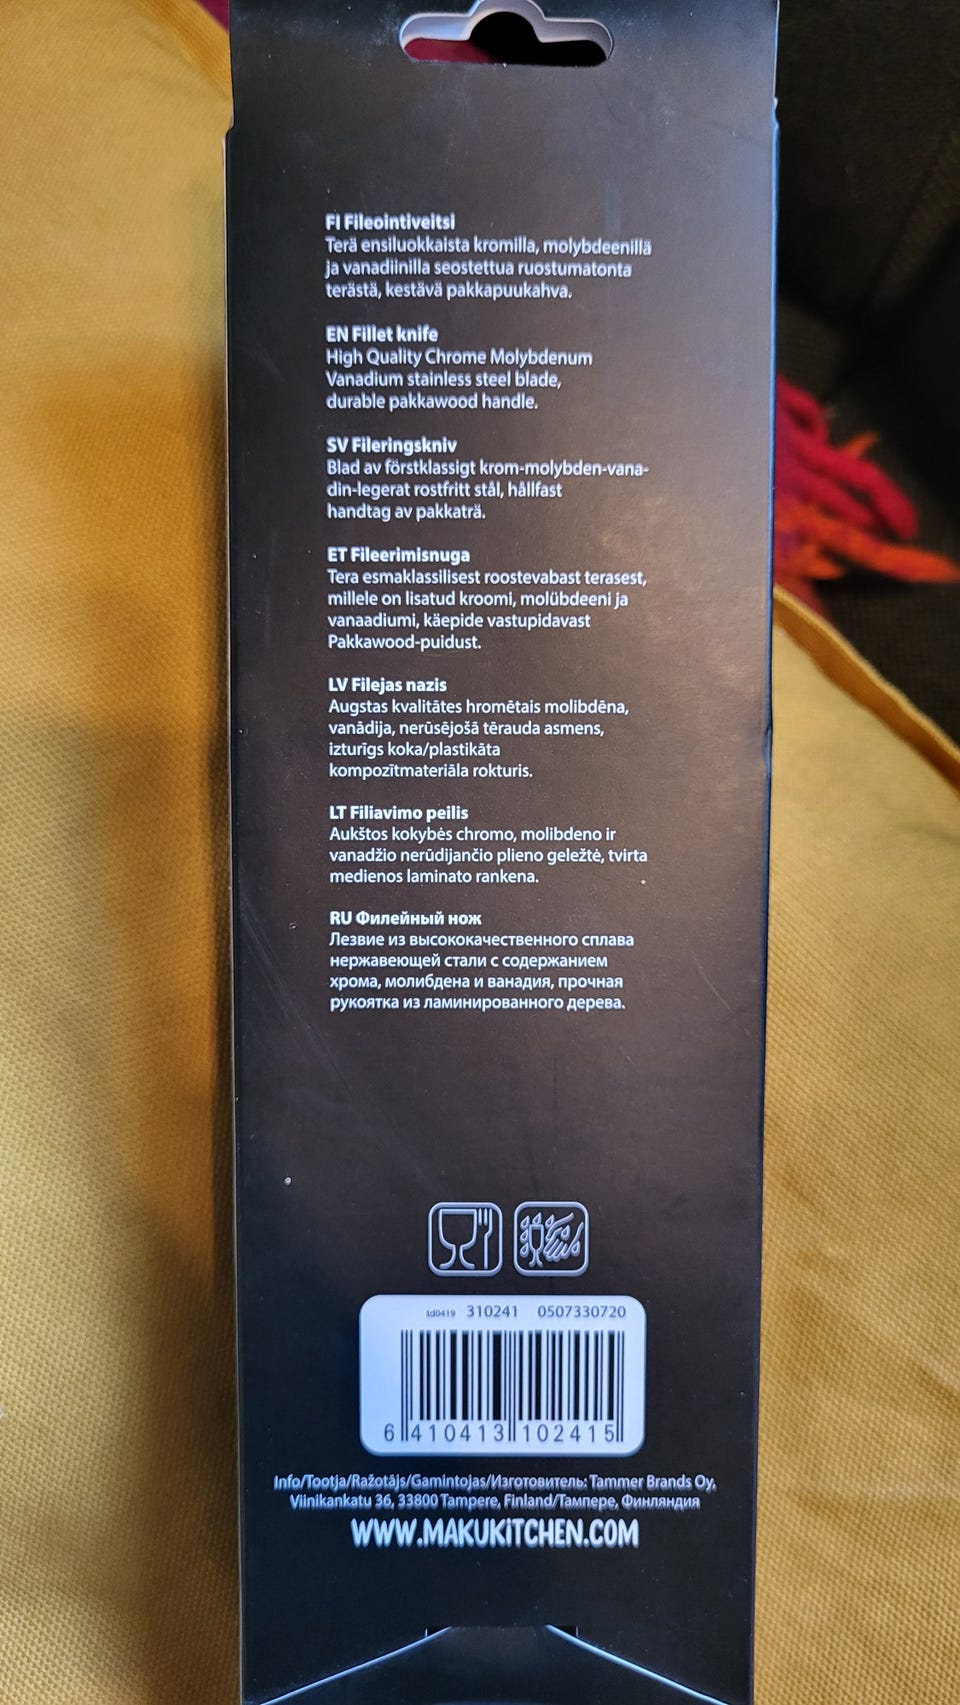 FI Fileointiveitsi
Terä ensiluokkaista kromilla, molybdeenillä
ja vanadiinilla seostettua ruostumatonta
terästä, kestävä pakkapuukahva.
EN Fillet knife
High Quality Chrome Molybdenum
Vanadium stainless steel blade,
durable pakkawood handle.
SV Fileringskniv
Blad av förstklassigt krom-molybden-vana-
din-legerat rostfritt stål, hållfast
handtag av pakkaträ.
ET Fileerimisnuga
Tera esmaklassilisest roostevabast terasest,
millele on lisatud kroomi, molübdeeni ja
vanaadiumi, käepide vastupidavast
Pakkawood-puidust.
LV Filejas nazis
Augstas kvalitātes hromētais molibdēna,
vanādija, nerūsējošā tērauda asmens,
izturīgs koka/plastikāta
kompozītmateriāla rokturis.
LT Filiavimo peilis
Aukštos kokybės chromo, molibdeno ir
vanadžio nerūdijančio plieno geležtė, tvirta
medienos laminato rankena.
RU Филейный нож
Лезвие из высококачественного сплава
нержавеющей стали с содержанием
хрома, молибдена и ванадия, прочная
рукоятка из ламинированного дерева.
td0419 310241 0507330720
6 410413 102415
Info/Tootja/Ražotājs/Gamintojas/Изготовитель: Tammer Brands Oy,
Viinikankatu 36, 33800 Tampere, Finland/Тампере, Финляндия
WWW.MAKUKITCHEN.COM